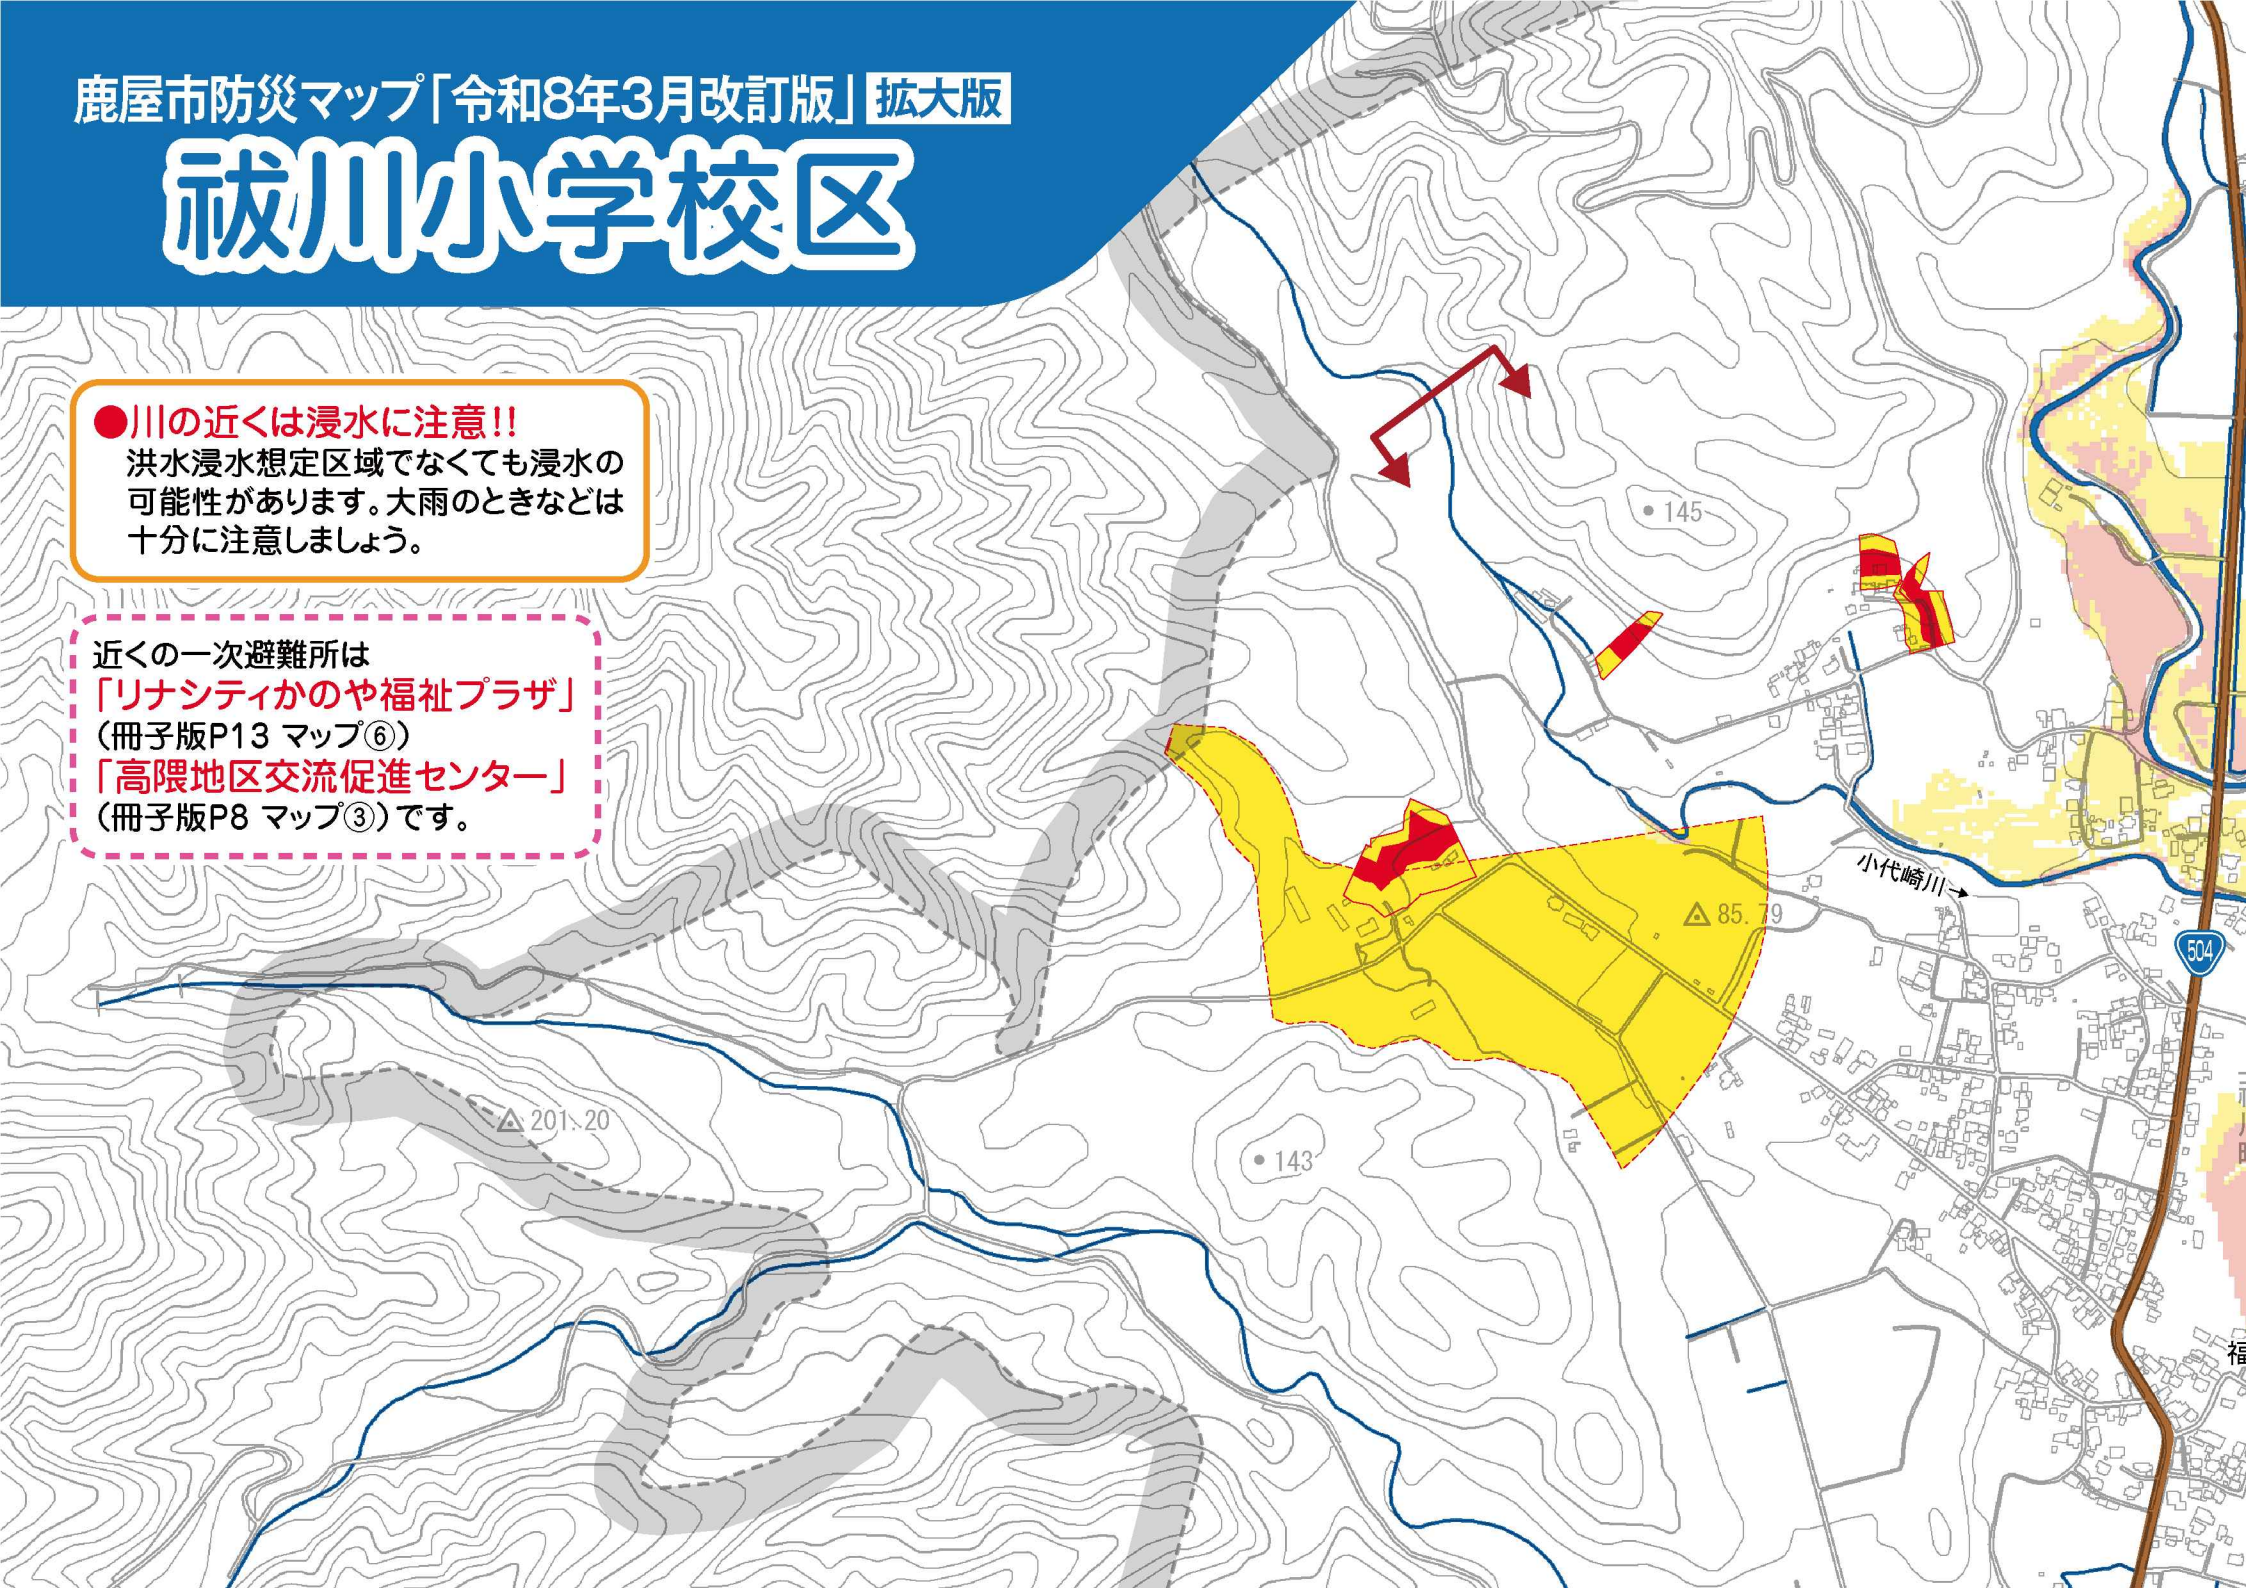 鹿屋市防災マップ「令和8年3月改訂版」 拡大版
祓川小学校区
●川の近くは浸水に注意!!
洪水浸水想定区域でなくても浸水の
可能性があります。大雨のときなどは
十分に注意しましょう。
近くの一次避難所は
「リナシティかのや福祉プラザ」
(冊子版P13 マップ⑥)
「高隈地区交流促進センター」
(冊子版P8 マップ③)です。
145
小代崎川→
85.79
504
201.20
143
福